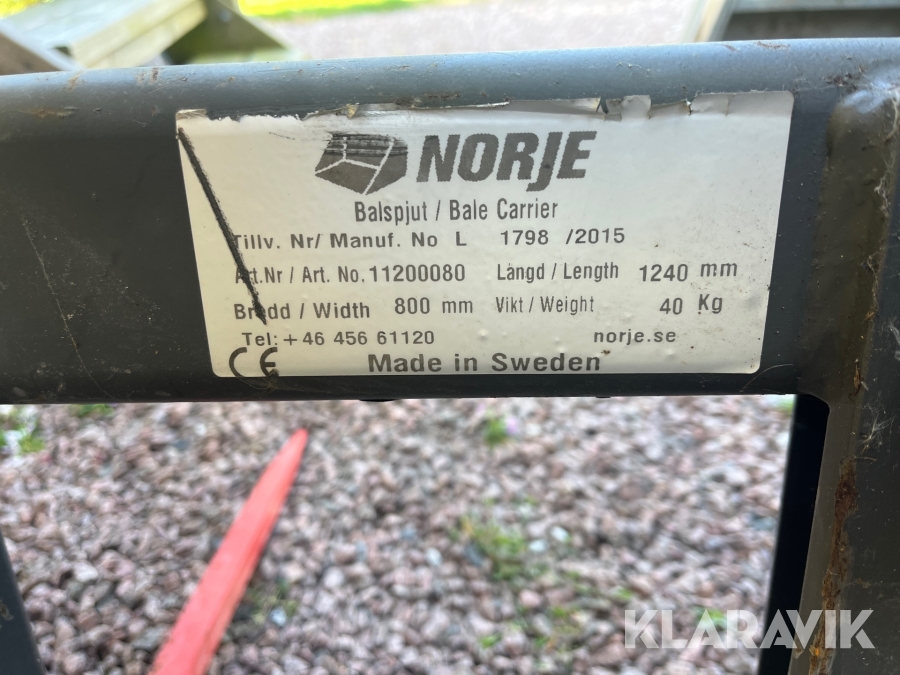 NORJE
Balspjut / Bale Carrier
Tillv. Nr/ Manuf. No L 1798 /2015
Art.Nr / Art. No. 11200080 Längd / Length 1240 mm
Bredd / Width 800 mm Vikt / Weight 40 Kg
Tel: + 46 456 61120 norje.se
CE Made in Sweden
KLARAVIK